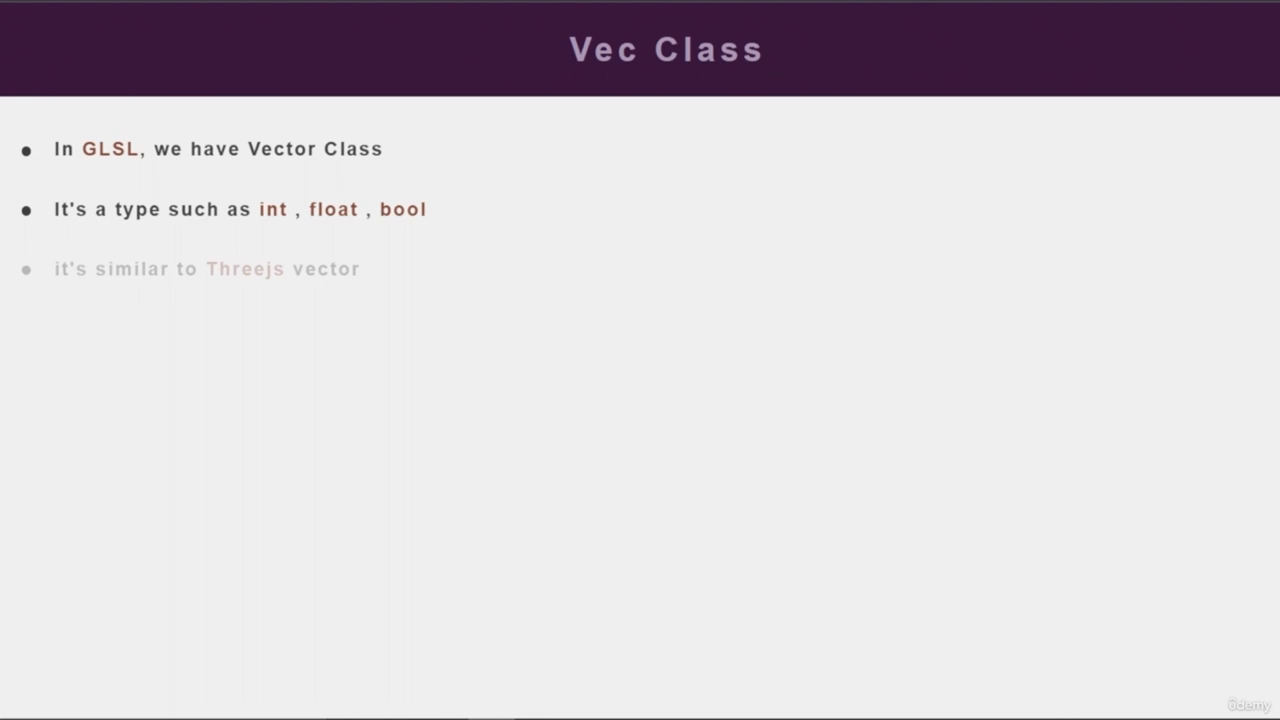 Vec Class
● In GLSL, we have Vector Class
● It's a type such as int , float , bool
● it's similar to Threejs vector
ûdemy